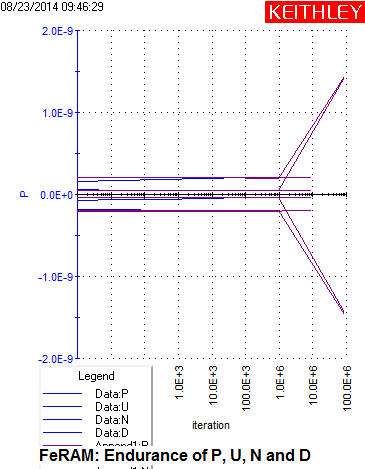 08/23/2014 09:46:29
KEITHLEY
2.0E-9
1.0E-9
P
0.0E+0
-1.0E-9
-2.0E-9
1.0E+3
10.0E+3
100.0E+3
1.0E+6
10.0E+6
100.0E+6
iteration
Legend
Data:P
Data:U
Data:N
Data:D
FeRAM: Endurance of P, U, N and D